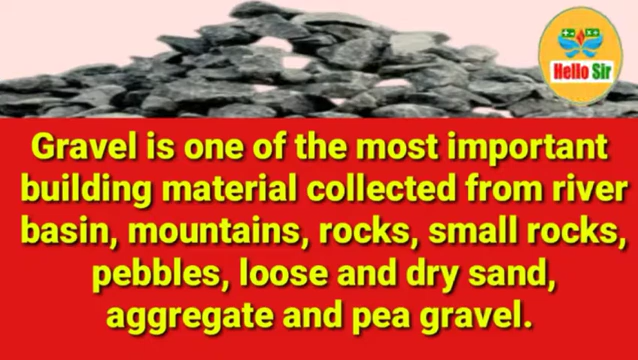 Hello Sir
Gravel is one of the most important
building material collected from river
basin, mountains, rocks, small rocks,
pebbles, loose and dry sand,
aggregate and pea gravel.